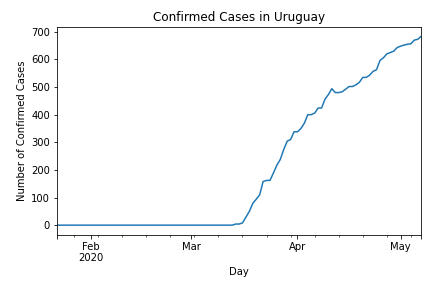 Confirmed Cases in Uruguay
Number of Confirmed Cases
700
600
500
400
300
200
100
0
Feb
2020
Mar
Apr
May
Day